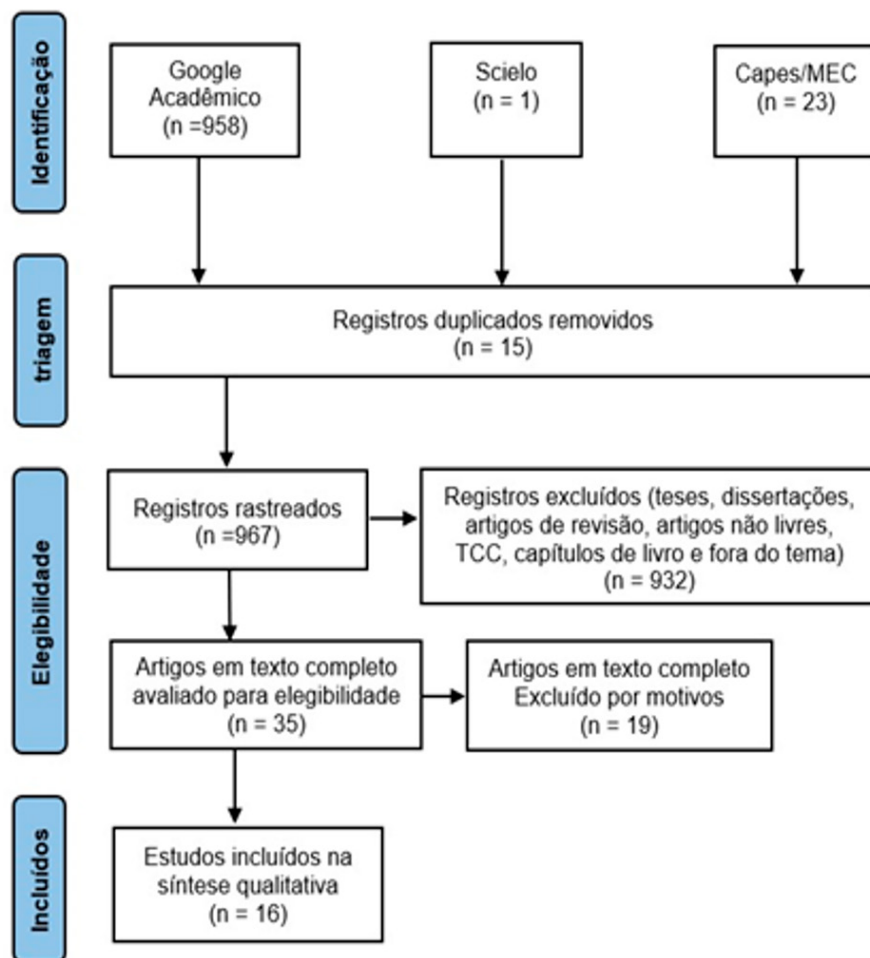 Identificação
Google
Acadêmico
(n =958)
Scielo
(n = 1)
Capes/MEC
(n = 23)
triagem
Registros duplicados removidos
(n = 15)
Elegibilidade
Registros rastreados
(n =967)
Registros excluídos (teses, dissertações,
artigos de revisão, artigos não livres,
TCC, capítulos de livro e fora do tema)
(n = 932)
Artigos em texto completo
avaliado para elegibilidade
(n = 35)
Artigos em texto completo
Excluído por motivos
(n = 19)
Incluídos
Estudos incluídos na
síntese qualitativa
(n = 16)